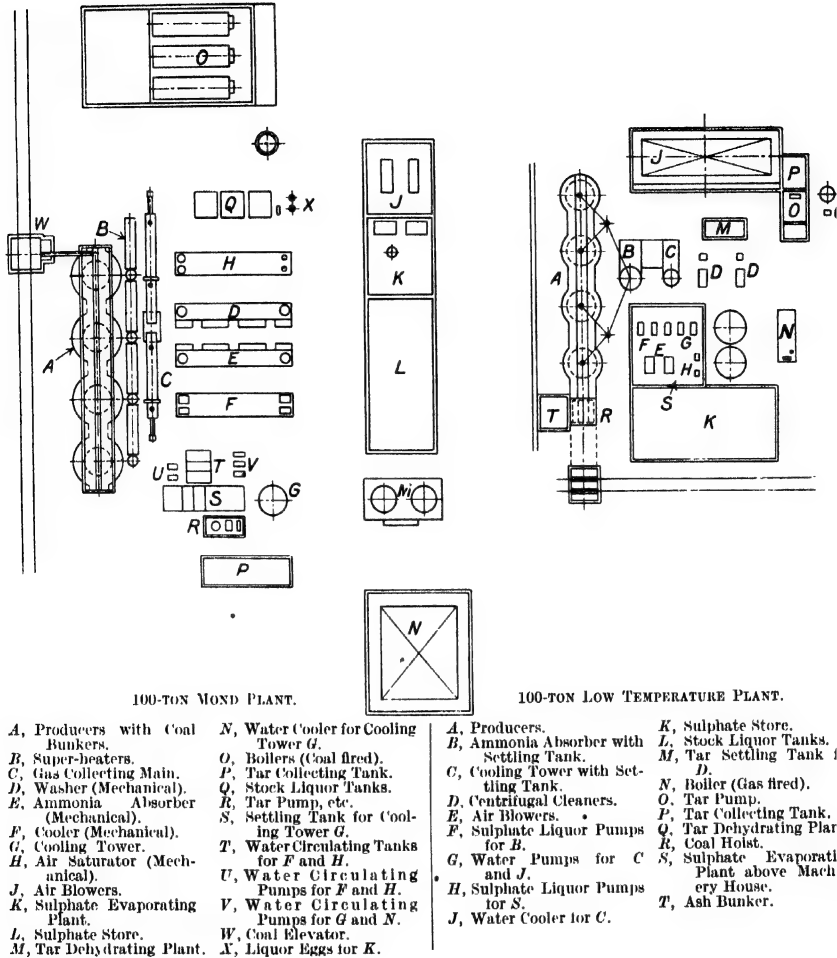 O
W
B
Q
X
H
D
E
A
C
F
U
T
V
S
G
R
P
J
K
L
M
N
J
P
O
M
A
B
C
D
D
F
G
E
H
S
N
T
R
K
100-TON MOND PLANT.
A, Producers with Coal
Bunkers.
B, Super-heaters.
C, Gas Collecting Main.
D, Washer (Mechanical).
E, Ammonia Absorber
(Mechanical).
F, Cooler (Mechanical).
G, Cooling Tower.
H, Air Saturator (Mech-
anical).
J, Air Blowers.
K, Sulphate Evaporating
Plant.
L, Sulphate Store.
M, Tar Dehydrating Plant.
N, Water Cooler for Cooling
Tower G.
O, Boilers (Coal fired).
P, Tar Collecting Tank.
Q, Stock Liquor Tanks.
R, Tar Pump, etc.
S, Settling Tank for Cool-
ing Tower G.
T, Water Circulating Tanks
for F and H.
U, Water Circulating
Pumps for F and H.
V, Water Circulating
Pumps for G and N.
W, Coal Elevator.
X, Liquor Eggs for K.
100-TON LOW TEMPERATURE PLANT.
A, Producers.
B, Ammonia Absorber with
Settling Tank.
C, Cooling Tower with Set-
tling Tank.
D, Centrifugal Cleaners.
E, Air Blowers.
F, Sulphate Liquor Pumps
for B.
G, Water Pumps for C
and J.
H, Sulphate Liquor Pumps
for S.
J, Water Cooler for C.
K, Sulphate Store.
L, Stock Liquor Tanks.
M, Tar Settling Tank f
D.
N, Boiler (Gas fired).
O, Tar Pump.
P, Tar Collecting Tank.
Q, Tar Dehydrating Plan
R, Coal Hoist.
S, Sulphate Evaporati
Plant above Mach
ery House.
T, Ash Bunker.